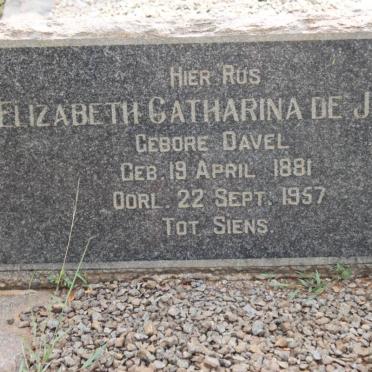 HIER RUS
ELIZABETH CATHARINA DE J
GEBORE DAVEL
GEB. 19 APRIL 1881
OORL. 22 SEPT. 1957
TOT SIENS.